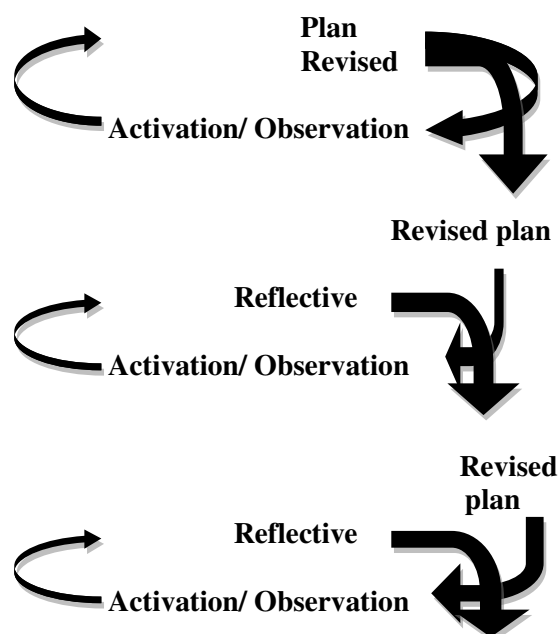 Plan
Revised
Activation/ Observation
Revised plan
Reflective
Activation/ Observation
Revised
plan
Reflective
Activation/ Observation